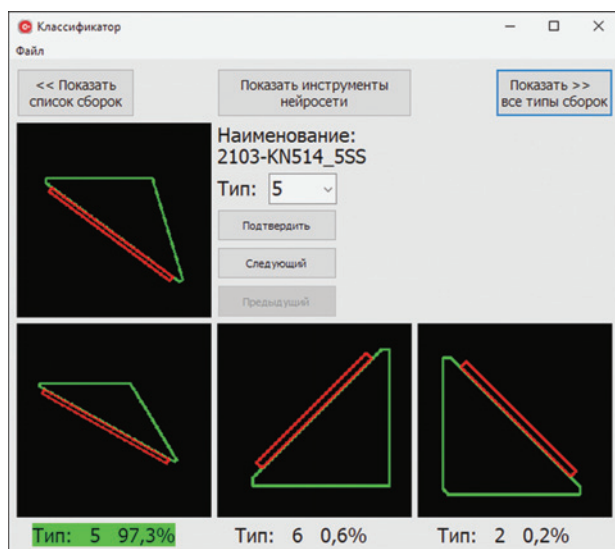 Классификатор
Файл
<< Показать
список сборок
Показать инструменты
нейросети
Показать >>
все типы сборок
Наименование:
2103-KN514_5SS
Тип: 5
Подтвердить
Следующий
Предыдущий
Тип: 5 97,3%
Тип: 6 0,6%
Тип: 2 0,2%